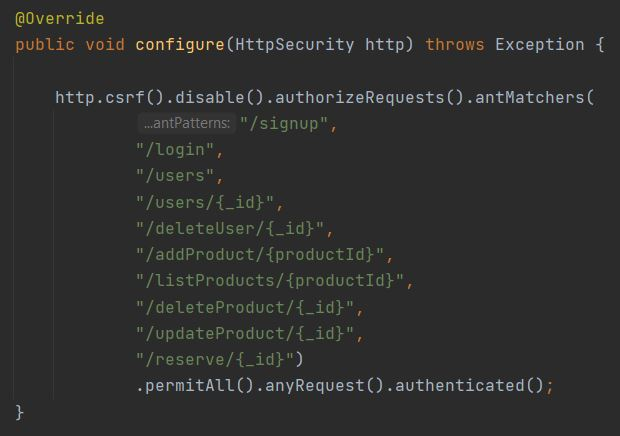 @Override
public void configure(HttpSecurity http) throws Exception {
http.csrf().disable().authorizeRequests().antMatchers(
...antPatterns: "/signup",
"/login",
"/users",
"/users/{_id}",
"/deleteUser/{_id}",
"/addProduct/{productId}",
"/listProducts/{productId}",
"/deleteProduct/{_id}",
"/updateProduct/{_id}",
"/reserve/{_id}")
.permitAll().anyRequest().authenticated();
}